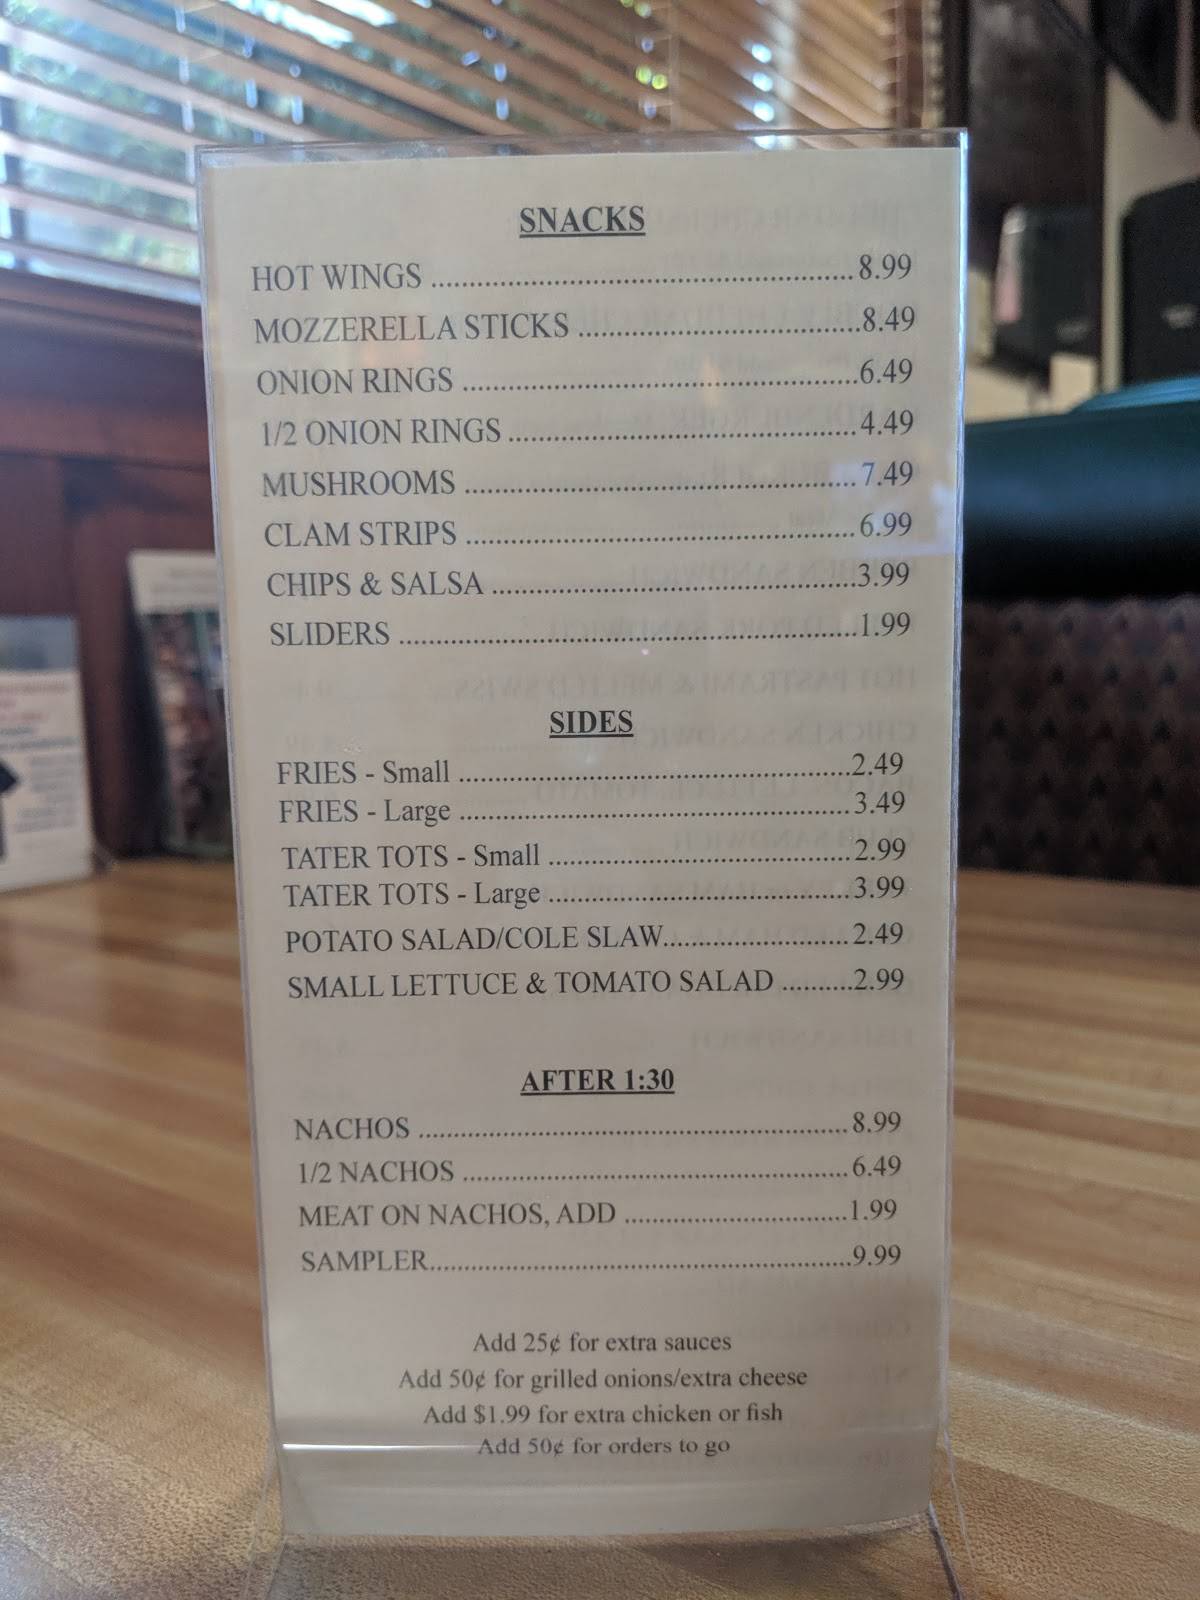 SNACKS
HOT WINGS ........................................................ 8.99
MOZZERELLA STICKS ..................................... 8.49
ONION RINGS .................................................... 6.49
1/2 ONION RINGS .............................................. 4.49
MUSHROOMS .................................................... 7.49
CLAM STRIPS .................................................... 6.99
CHIPS & SALSA ................................................ 3.99
SLIDERS ............................................................. 1.99
SIDES
FRIES - Small ..................................................... 2.49
FRIES - Large ..................................................... 3.49
TATER TOTS - Small ......................................... 2.99
TATER TOTS - Large ......................................... 3.99
POTATO SALAD/COLE SLAW......................... 2.49
SMALL LETTUCE & TOMATO SALAD .......... 2.99
AFTER 1:30
NACHOS ............................................................ 8.99
1/2 NACHOS ...................................................... 6.49
MEAT ON NACHOS, ADD ................................ 1.99
SAMPLER........................................................... 9.99
Add 25¢ for extra sauces
Add 50¢ for grilled onions/extra cheese
Add $1.99 for extra chicken or fish
Add 50¢ for orders to go